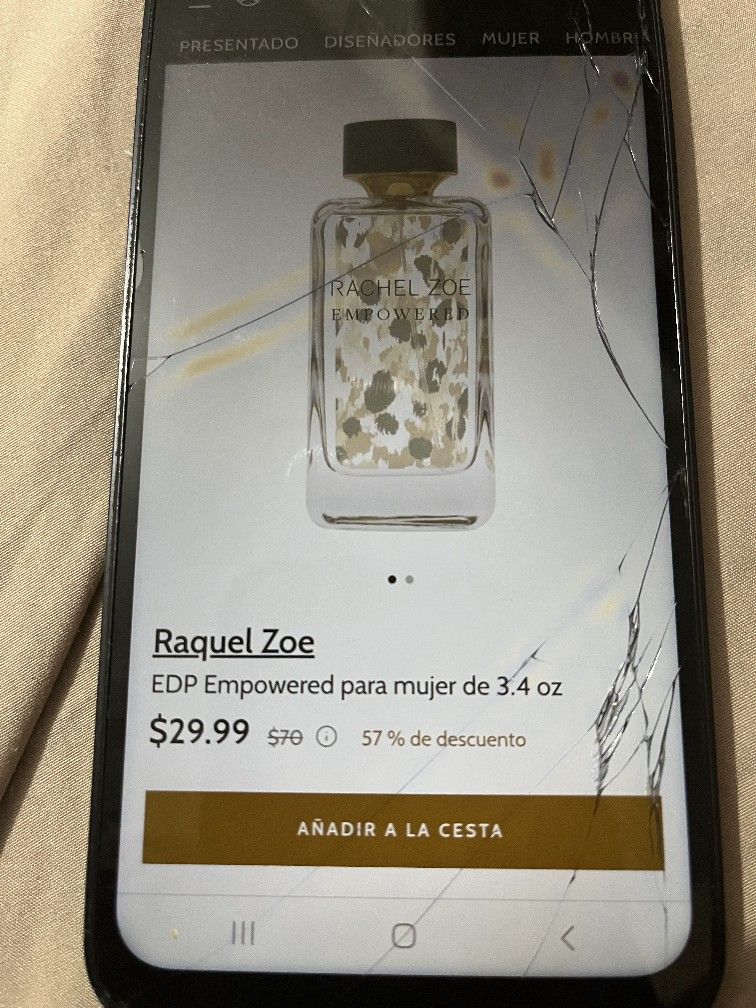 PRESENTADO DISEÑADORES MUJER HOMBR
RACHEL ZOE
EMPOWERED
Raquel Zoe
EDP Empowered para mujer de 3.4 oz
$29.99 $70 57 % de descuento
AÑADIR A LA CESTA